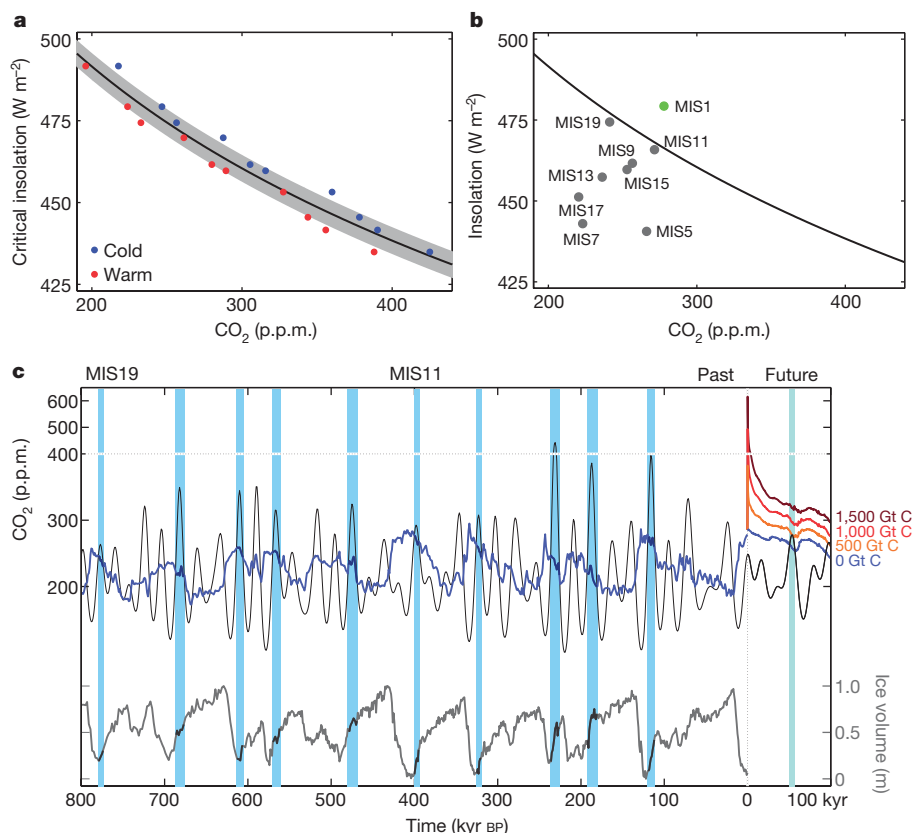 a
500
475
450
425
Critical insolation (W m⁻²)
Cold
Warm
200 300 400
CO₂ (p.p.m.)
b
500
475
450
425
Insolation (W m⁻²)
MIS1
MIS19
MIS11
MIS9
MIS13
MIS15
MIS17
MIS7
MIS5
200 300 400
CO₂ (p.p.m.)
c
MIS19 MIS11 Past Future
600
500
400
300
200
CO₂ (p.p.m.)
1,500 Gt C
1,000 Gt C
500 Gt C
0 Gt C
1.0
0.5
0
Ice volume (m)
800 700 600 500 400 300 200 100 0 100 kyr
Time (kyr BP)